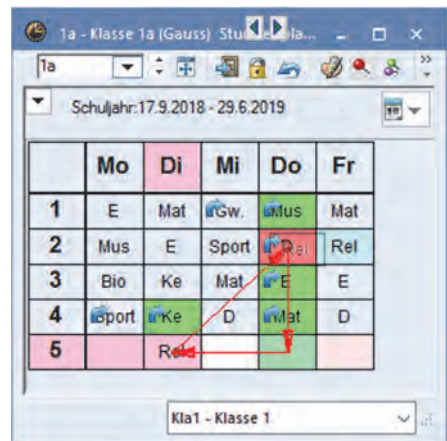 1a - Klasse 1a (Gauss)
1a
Schuljahr:17.9.2018 - 29.6.2019
Mo Di Mi Do Fr
1 E Mat Gw. Mus Mat
2 Mus E Sport D Rel Rel
3 Bio Ke Mat E E
4 Sport Ke D Mat D
5 Rel
Kla1 - Klasse 1